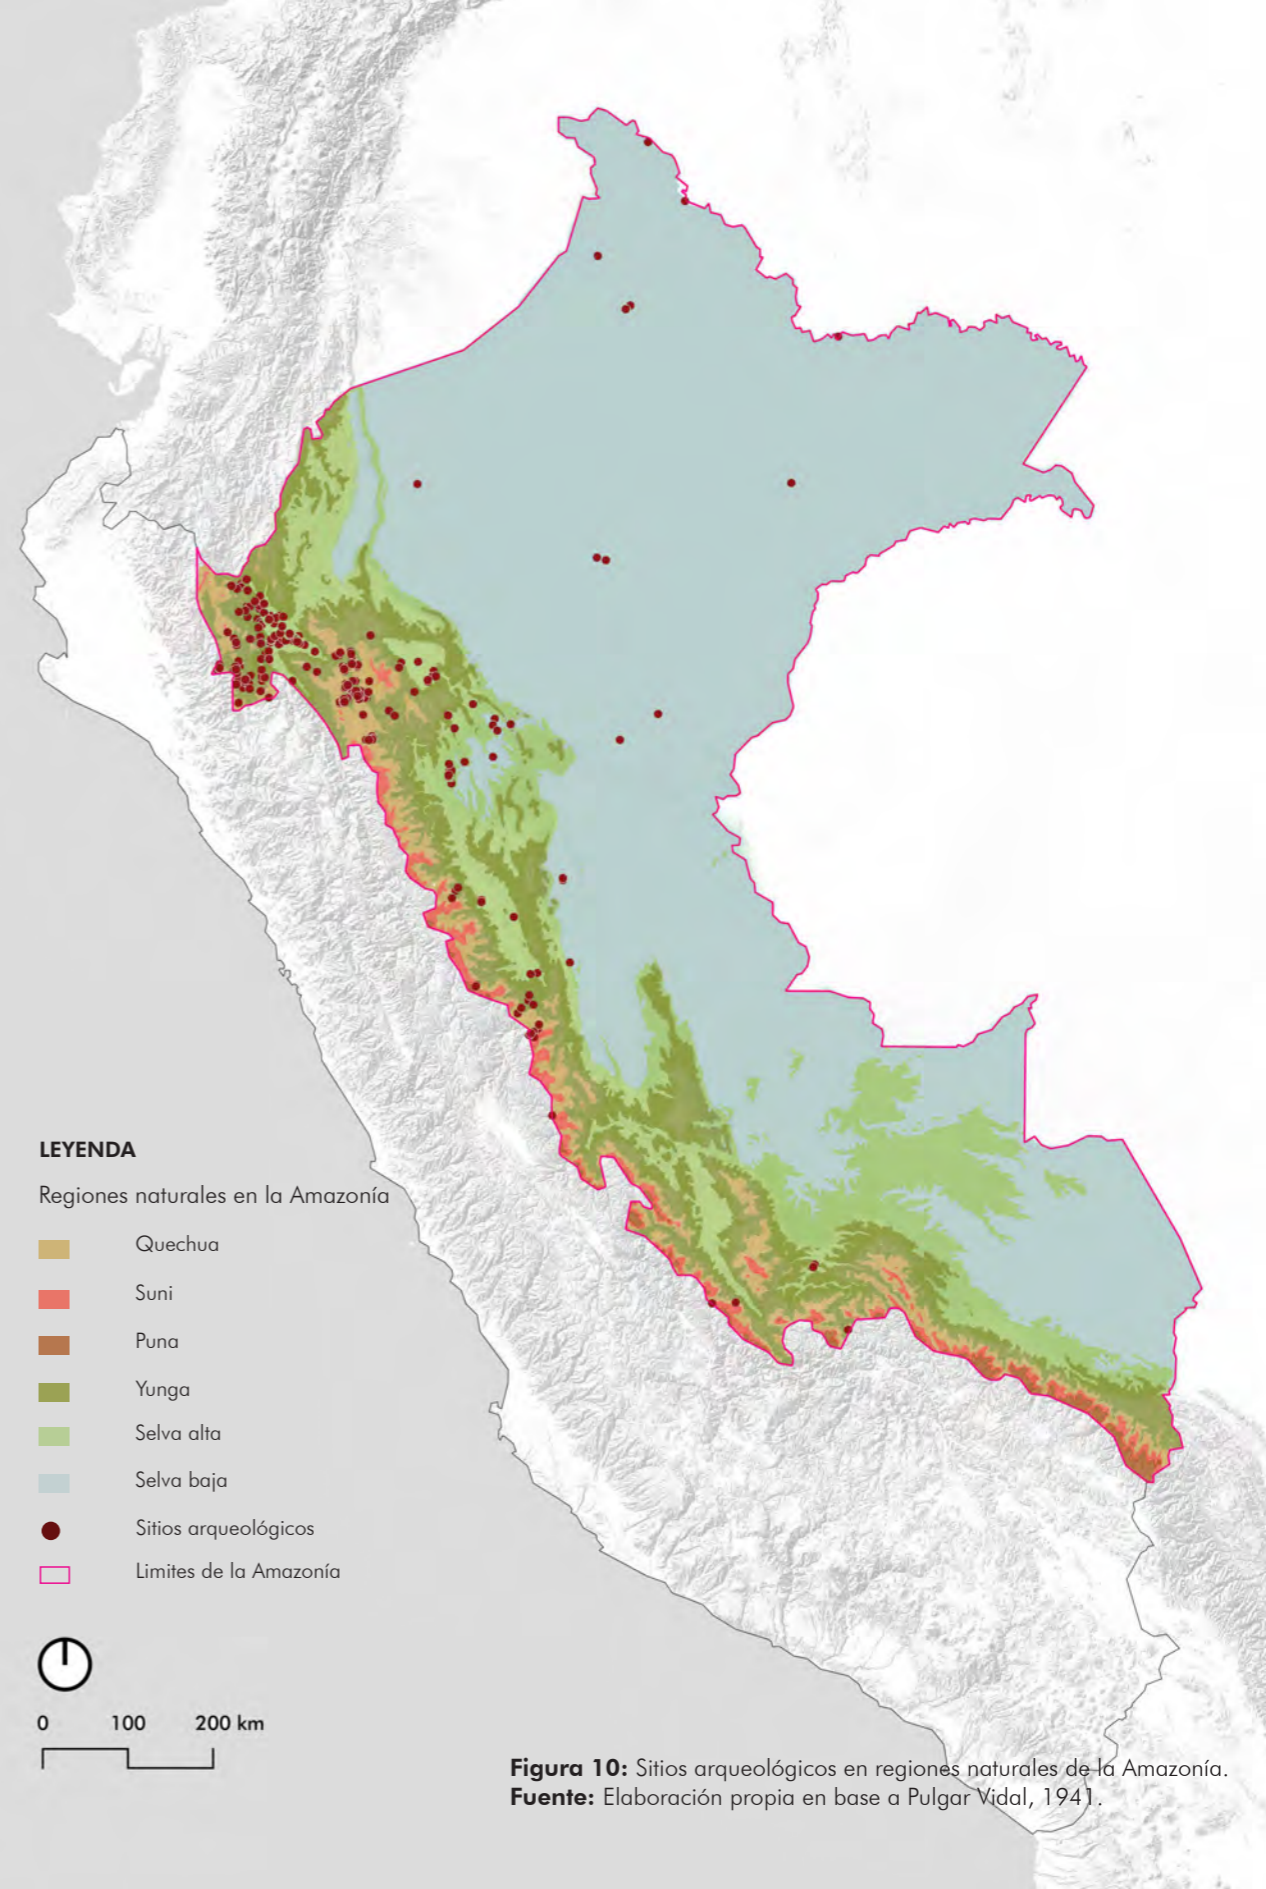 LEYENDA
Regiones naturales en la Amazonía
Quechua
Suni
Puna
Yunga
Selva alta
Selva baja
Sitios arqueológicos
Limites de la Amazonía
0 100 200 km
Figura 10: Sitios arqueológicos en regiones naturales de la Amazonía.
Fuente: Elaboración propia en base a Pulgar Vidal, 1941.